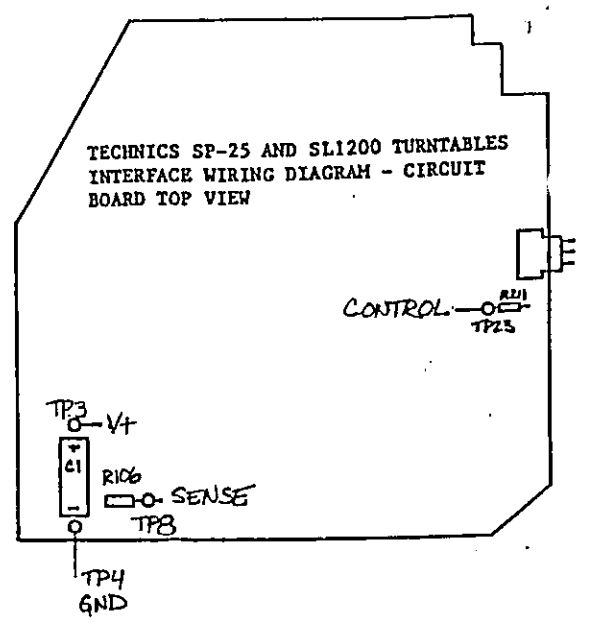 TECHNICS SP-25 AND SL1200 TURNTABLES
INTERFACE WIRING DIAGRAM - CIRCUIT
BOARD TOP VIEW
R211
CONTROL
TP23
TP3
V+
+
C1
-
R106
SENSE
TP8
TP4
GND